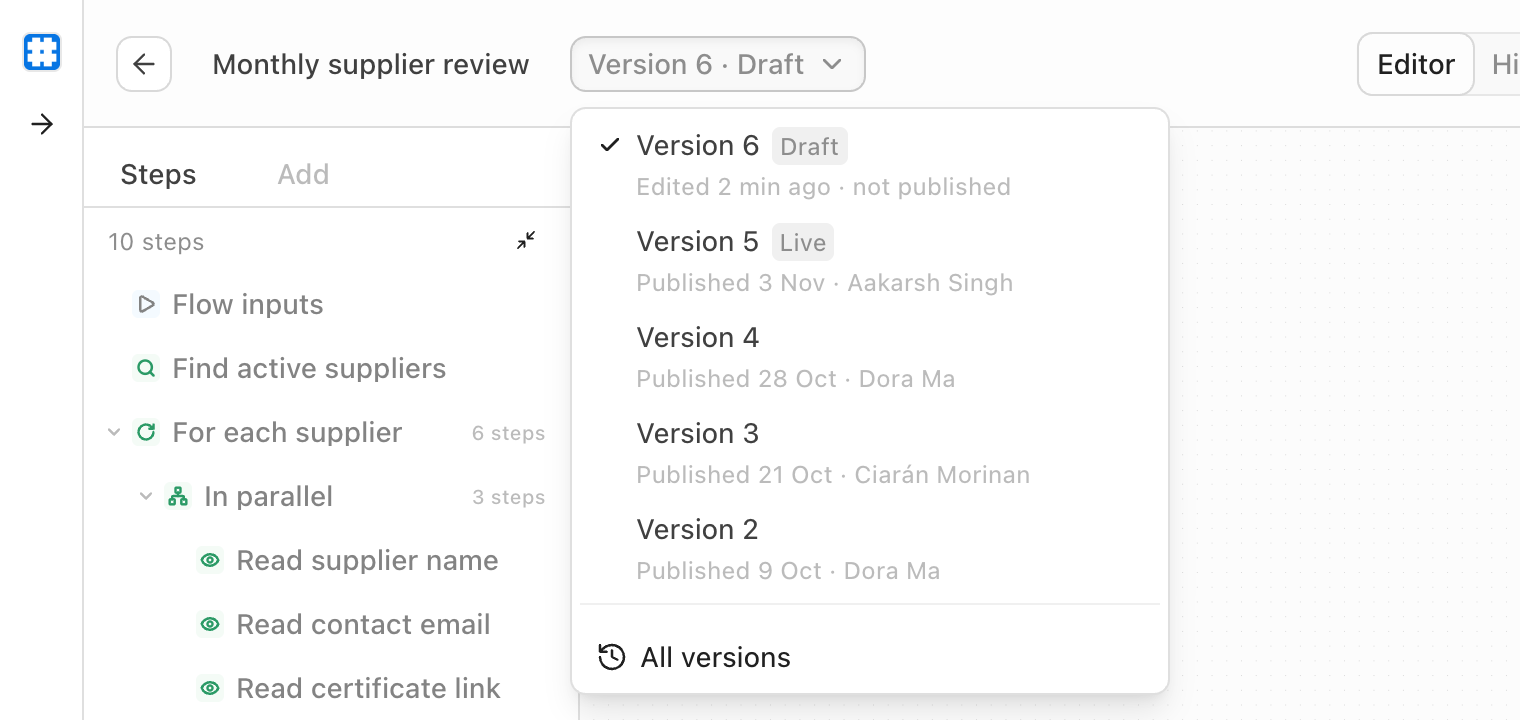 Monthly supplier review
Version 6 · Draft
Editor
Hi
Steps
Add
10 steps
Flow inputs
Find active suppliers
For each supplier
6 steps
In parallel
3 steps
Read supplier name
Read contact email
Read certificate link
Version 6 Draft
Edited 2 min ago · not published
Version 5 Live
Published 3 Nov · Aakarsh Singh
Version 4
Published 28 Oct · Dora Ma
Version 3
Published 21 Oct · Ciarán Morinan
Version 2
Published 9 Oct · Dora Ma
All versions